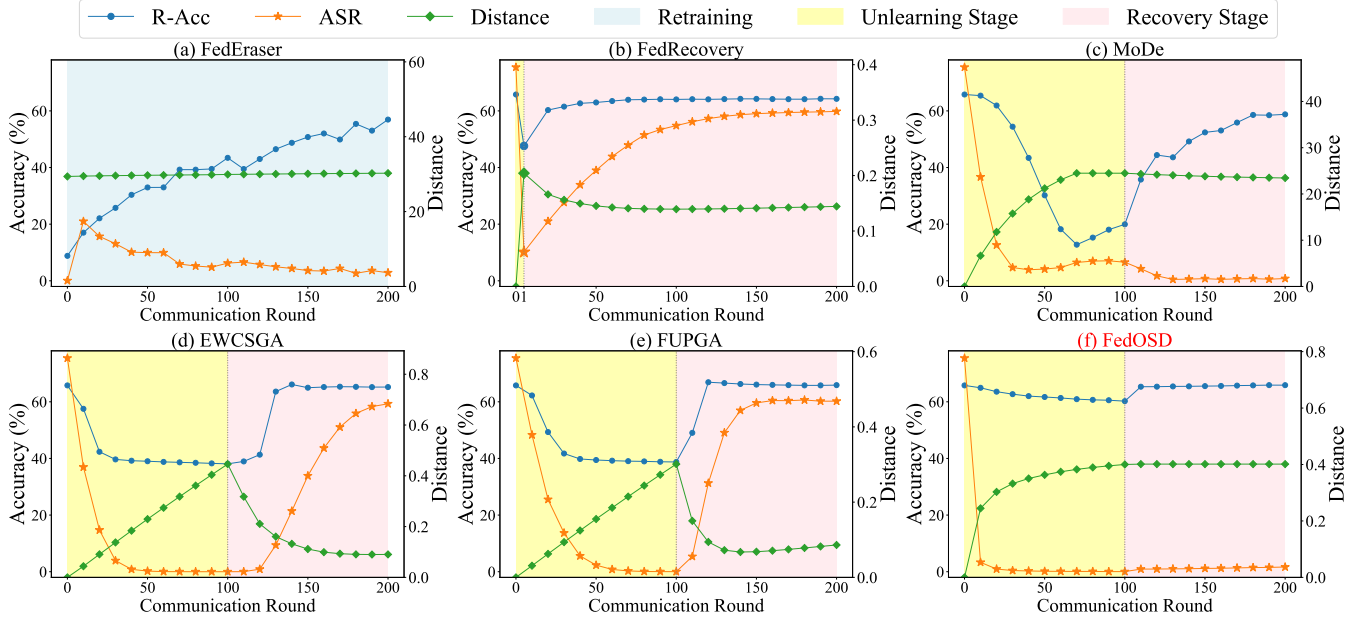 R-Acc ASR Distance Retraining Unlearning Stage Recovery Stage
(a) FedEraser
Accuracy (%)
60
40
20
0
60
40
20
0
Distance
0 50 100 150 200
Communication Round
(b) FedRecovery
Accuracy (%)
60
40
20
0
0.4
0.3
0.2
0.1
0.0
Distance
0 1 50 100 150 200
Communication Round
(c) MoDe
Accuracy (%)
60
40
20
0
40
30
20
10
0
Distance
0 50 100 150 200
Communication Round
(d) EWCSGA
Accuracy (%)
60
40
20
0
0.8
0.6
0.4
0.2
0.0
Distance
0 50 100 150 200
Communication Round
(e) FUPGA
Accuracy (%)
60
40
20
0
0.6
0.4
0.2
0.0
Distance
0 50 100 150 200
Communication Round
(f) FedOSD
Accuracy (%)
60
40
20
0
0.8
0.6
0.4
0.2
0.0
Distance
0 50 100 150 200
Communication Round